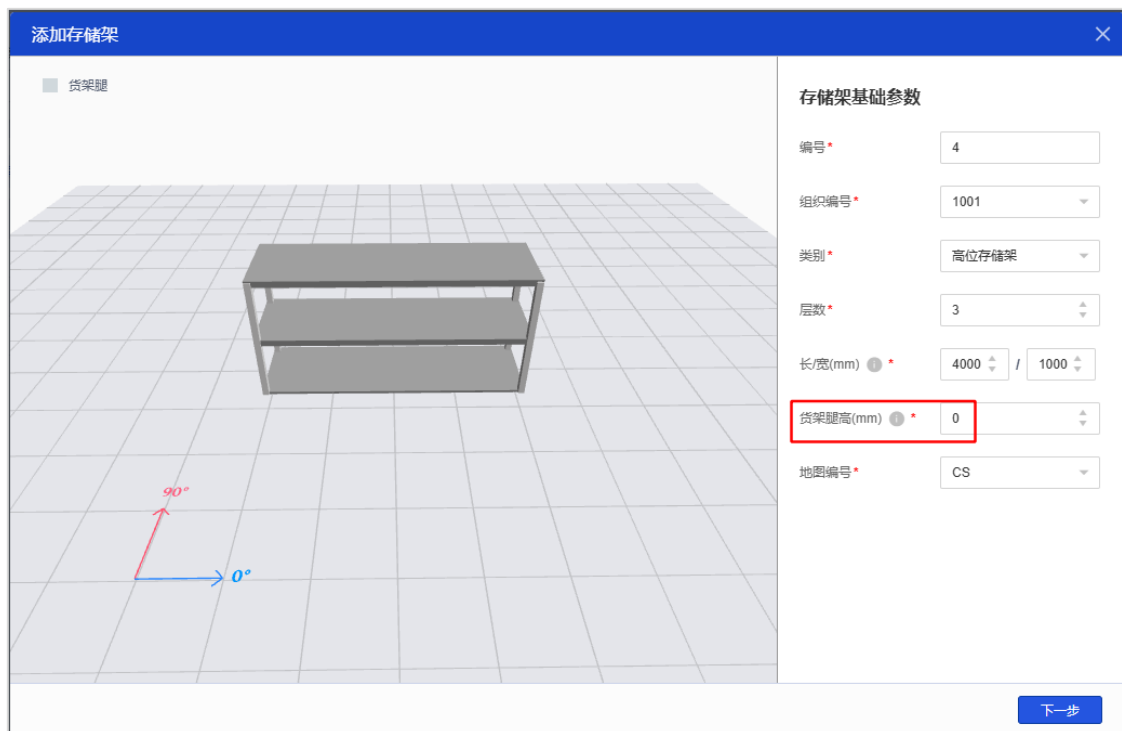 添加存储架
货架腿
90°
0°
存储架基础参数
编号* 4
组织编号* 1001
类别* 高位存储架
层数* 3
长/宽(mm) i * 4000 / 1000
货架腿高(mm) i * 0
地图编号* CS
下一步